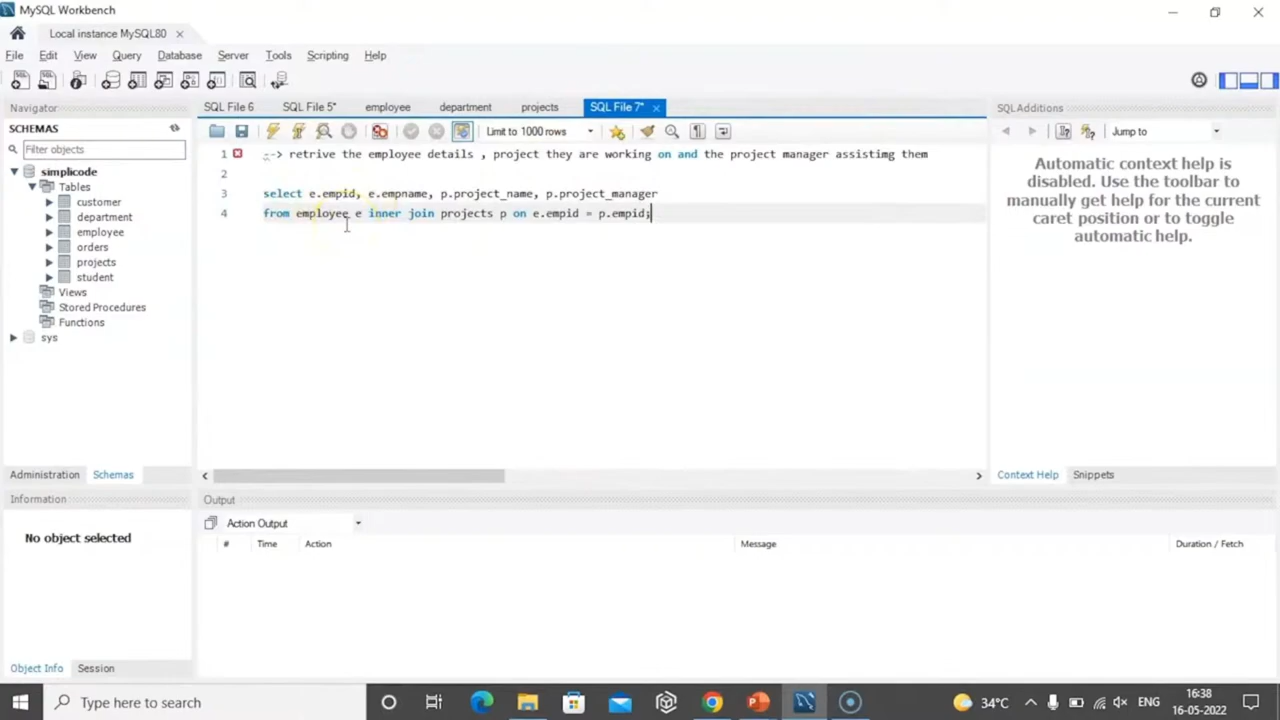 MySQL Workbench
Local instance MySQL80
File Edit View Query Database Server Tools Scripting Help
Navigator
SCHEMAS
Filter objects
simplicode
Tables
customer
department
employee
orders
projects
student
Views
Stored Procedures
Functions
sys
Administration Schemas
Information
No object selected
Object Info Session
SQL File 6 SQL File 5* employee department projects SQL File 7*
Limit to 1000 rows
1 --> retrive the employee details , project they are working on and the project manager assistimg them
2
3 select e.empid, e.empname, p.project_name, p.project_manager
4 from employee e inner join projects p on e.empid = p.empid;
Output
Action Output
# Time Action Message Duration / Fetch
SQLAdditions
Jump to
Automatic context help is
disabled. Use the toolbar to
manually get help for the current
caret position or to toggle
automatic help.
Context Help Snippets
Type here to search
34°C
ENG
16:38
16-05-2022